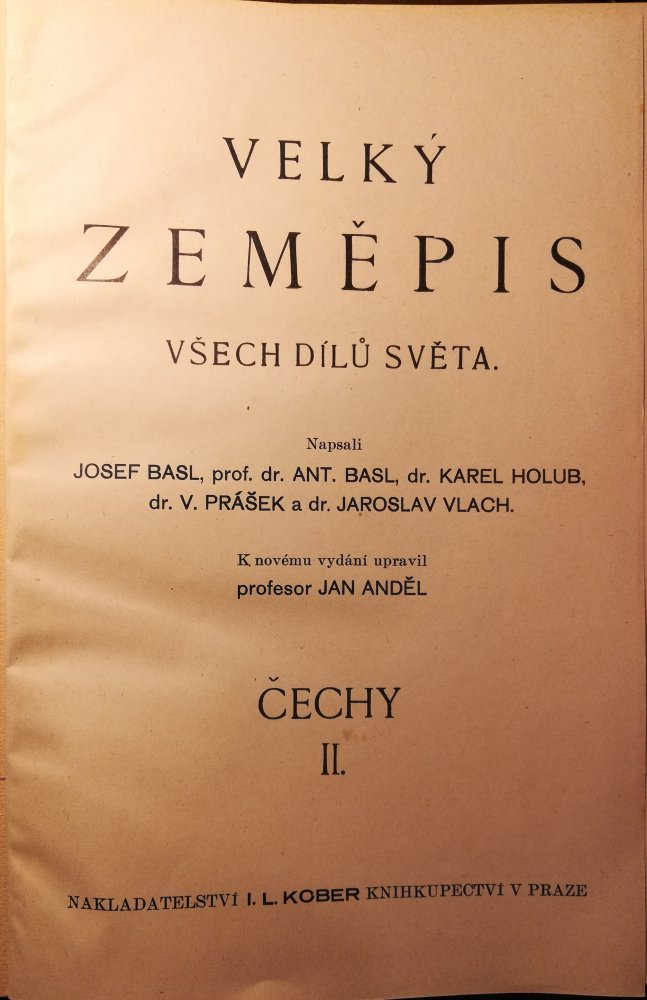 VELKÝ
ZEMĚPIS
VŠECH DÍLŮ SVĚTA.
Napsali
JOSEF BASL, prof. dr. ANT. BASL, dr. KAREL HOLUB,
dr. V. PRÁŠEK a dr. JAROSLAV VLACH.
K novému vydání upravil
profesor JAN ANDĚL
ČECHY
II.
NAKLADATELSTVÍ I. L. KOBER KNIHKUPECTVÍ V PRAZE